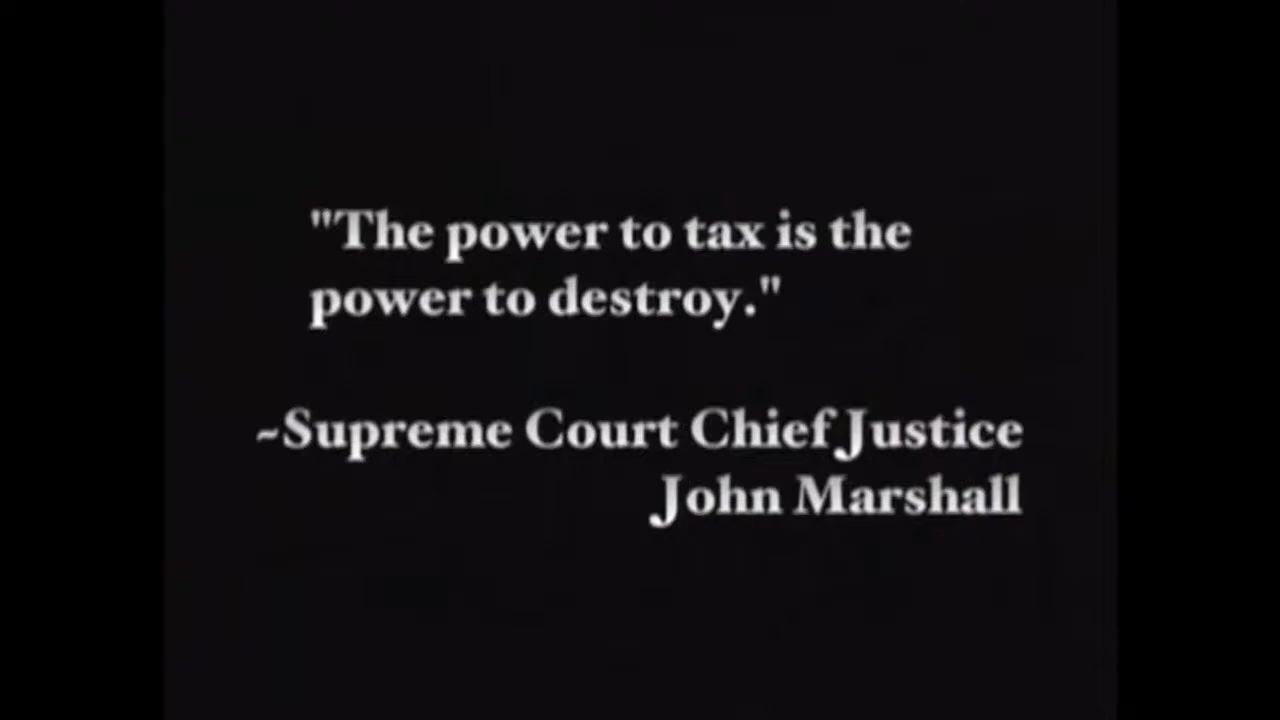 "The power to tax is the
power to destroy."
~Supreme Court Chief Justice
John Marshall